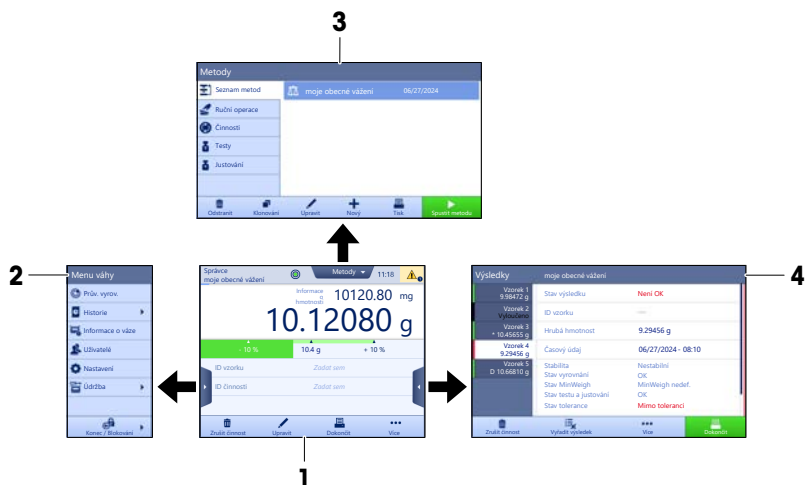 3
Metody
Seznam metod
moje obecné vážení 06/27/2024
Ruční operace
Činnosti
Testy
Justování
Odstranit Klonování Upravit Nový Tisk Spustit metodu
2
Menu váhy
Prův. vyrov.
Historie
Informace o váze
Uživatelé
Nastavení
Údržba
Konec / Blokování
Správce
moje obecné vážení
Metody 11:18
Informace
o
hmotnosti
10120.80 mg
10.12080 g
- 10 % 10.4 g + 10 %
ID vzorku Zadat sem
ID činnosti Zadat sem
Zrušit činnost Upravit Dokončit Více
1
4
Výsledky moje obecné vážení
Vzorek 1
9.98472 g
Vzorek 2
Vyloučeno
Vzorek 3
* 10.45655 g
Vzorek 4
9.29456 g
Vzorek 5
D 10.66810 g
Stav výsledku Není OK
ID vzorku ---
Hrubá hmotnost 9.29456 g
Časový údaj 06/27/2024 - 08:10
Stabilita Nestabilní
Stav vyrovnání OK
Stav MinWeigh MinWeigh nedef.
Stav testu a justování OK
Stav tolerance Mimo toleranci
Zrušit činnost Vyřadit výsledek Více Dokončit